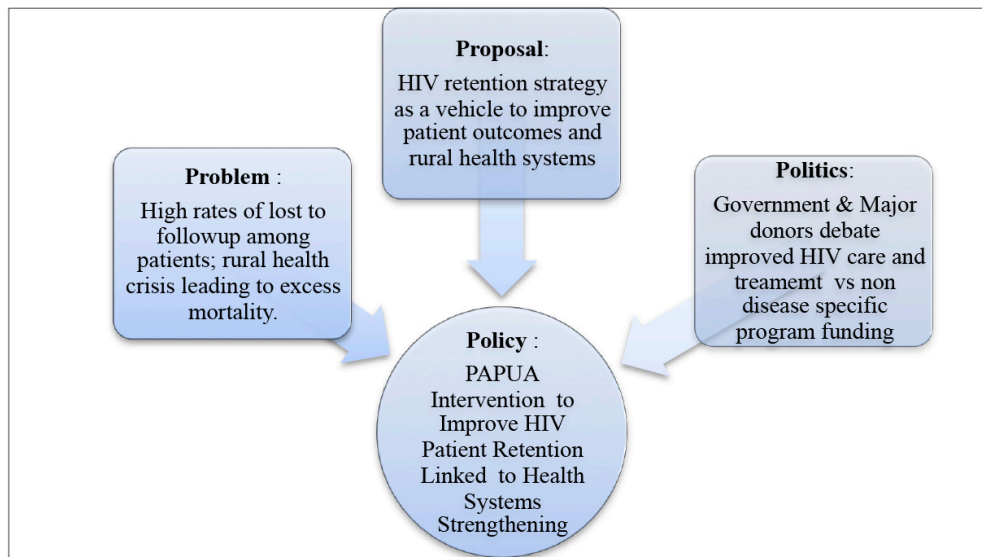 Proposal:
HIV retention strategy
as a vehicle to improve
patient outcomes and
rural health systems
Problem :
High rates of lost to
followup among
patients; rural health
crisis leading to excess
mortality.
Politics:
Government & Major
donors debate
improved HIV care and
treamemt vs non
disease specific
program funding
Policy :
PAPUA
Intervention to
Improve HIV
Patient Retention
Linked to Health
Systems
Strengthening